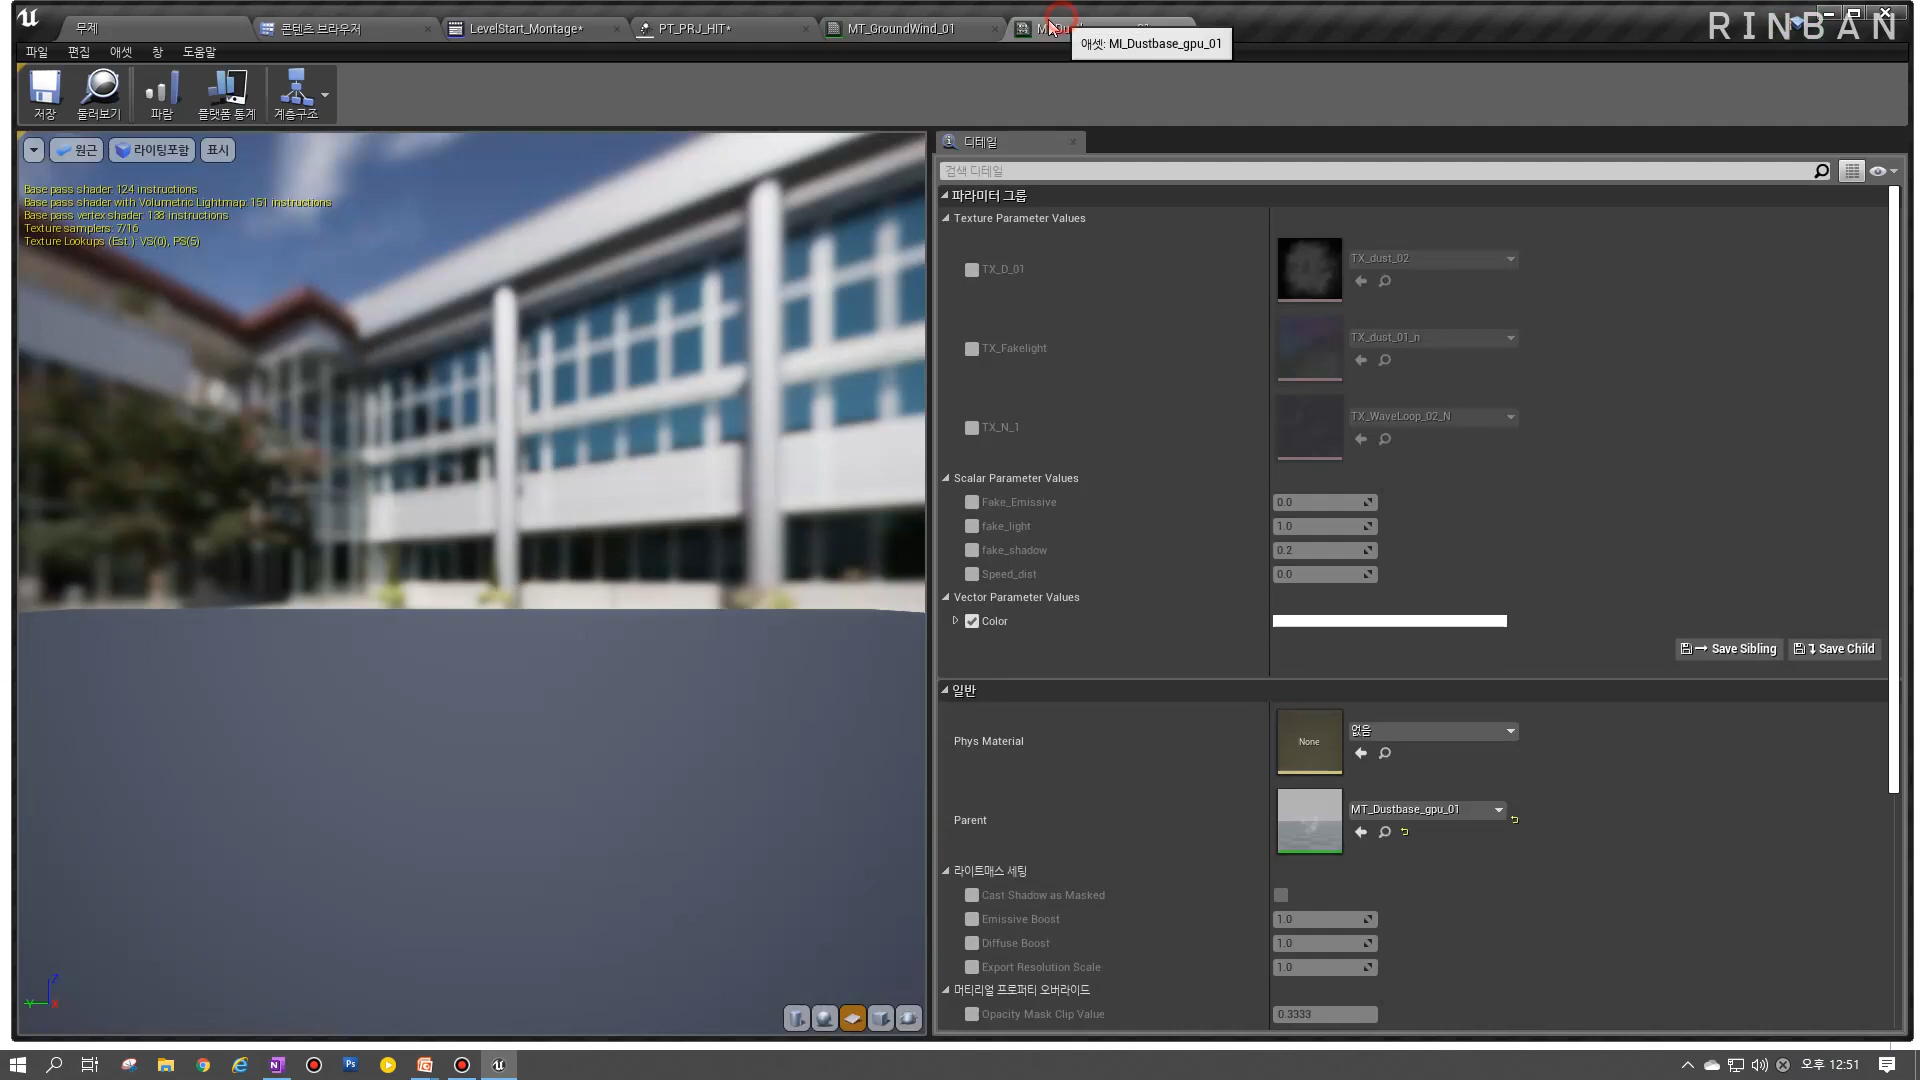 RINBAN
무제
콘텐츠 브라우저
LevelStart_Montage*
PT_PRJ_HIT*
MT_GroundWind_01
애셋: MI_Dustbase_gpu_01
파일
편집
애셋
창
도움말
저장
둘러보기
파람
플랫폼 통계
계층구조
원근
라이팅포함
표시
Base pass shader: 124 instructions
Base pass shader with Volumetric Lightmap: 151 instructions
Base pass vertex shader: 138 instructions
Texture samplers: 7/16
Texture Lookups (Est.): VS(0), PS(5)
디테일
검색 디테일
파라미터 그룹
Texture Parameter Values
TX_D_01
TX_dust_02
TX_Fakelight
TX_dust_01_n
TX_N_1
TX_WaveLoop_02_N
Scalar Parameter Values
Fake_Emissive 0.0
fake_light 1.0
fake_shadow 0.2
Speed_dist 0.0
Vector Parameter Values
Color
Save Sibling
Save Child
일반
Phys Material
None
없음
Parent
MT_Dustbase_gpu_01
라이트매스 세팅
Cast Shadow as Masked
Emissive Boost 1.0
Diffuse Boost 1.0
Export Resolution Scale 1.0
머티리얼 프로퍼티 오버라이드
Opacity Mask Clip Value 0.3333
오후 12:51